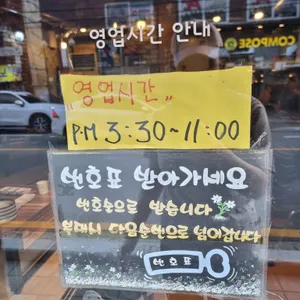 영업시간 안내
COMPOSE
"영업시간"
P.M 3:30~11:00
번호표 받아가세요
번호순으로 받습니다
부재시 다음순번으로 넘어갑니다
번호표